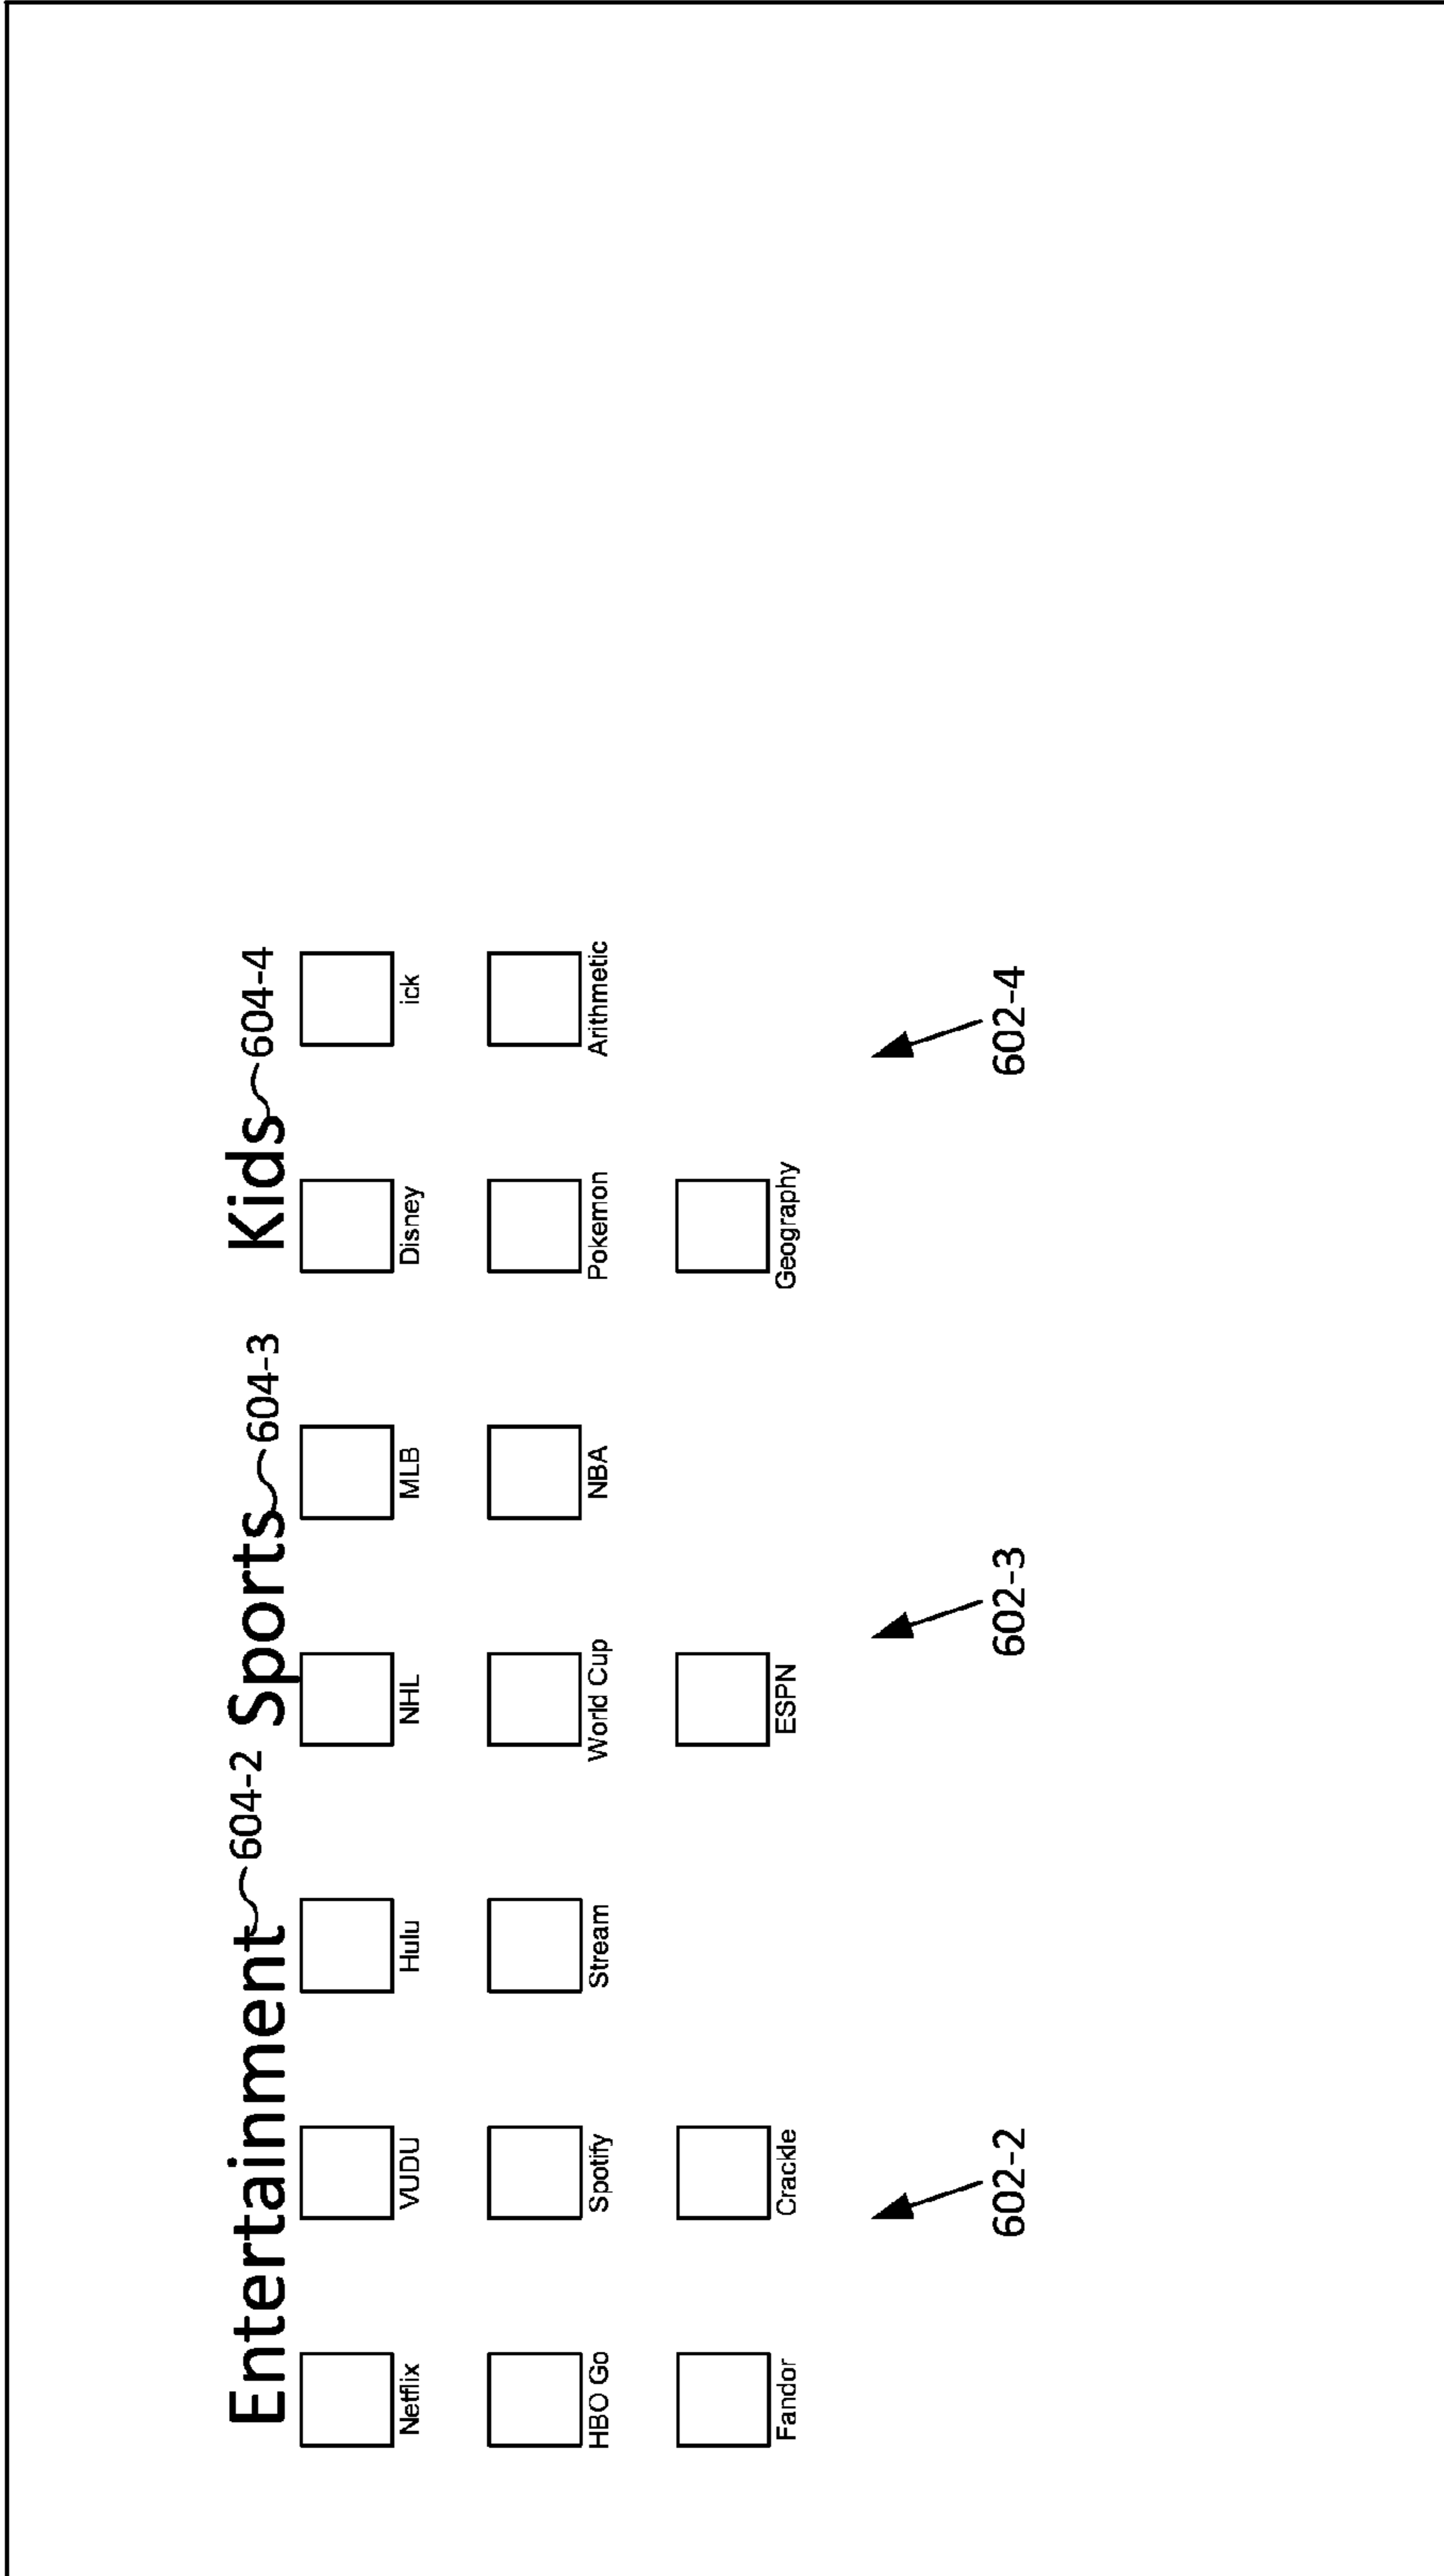 Entertainment 604-2 Sports 604-3 Kids 604-4
Netflix VUDU Hulu NHL MLB Disney ick
HBO Go Spotify Stream World Cup NBA Pokemon Arithmetic
Fandor Crackle ESPN Geography
602-2 602-3 602-4